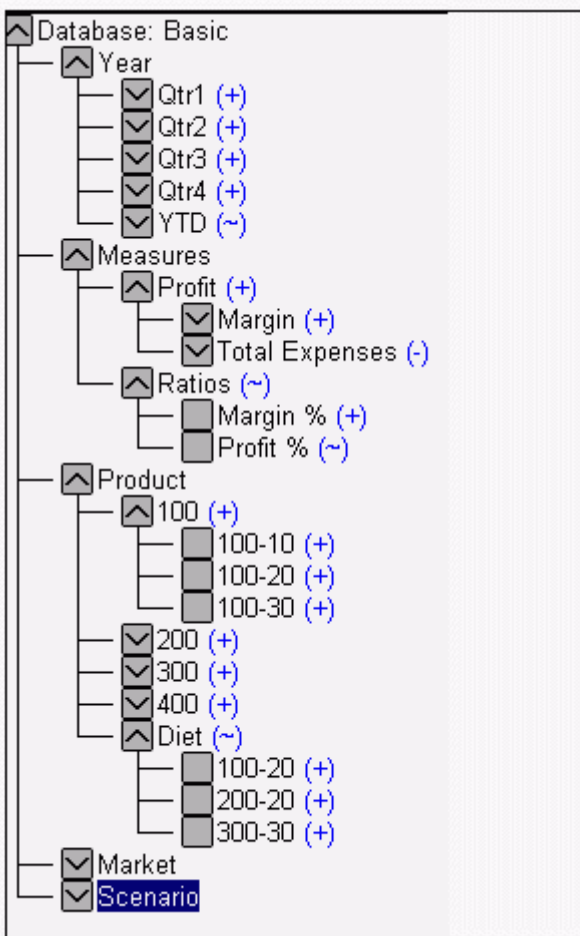 Database: Basic
Year
Qtr1 (+)
Qtr2 (+)
Qtr3 (+)
Qtr4 (+)
YTD (~)
Measures
Profit (+)
Margin (+)
Total Expenses (-)
Ratios (~)
Margin % (+)
Profit % (~)
Product
100 (+)
100-10 (+)
100-20 (+)
100-30 (+)
200 (+)
300 (+)
400 (+)
Diet (~)
100-20 (+)
200-20 (+)
300-30 (+)
Market
Scenario